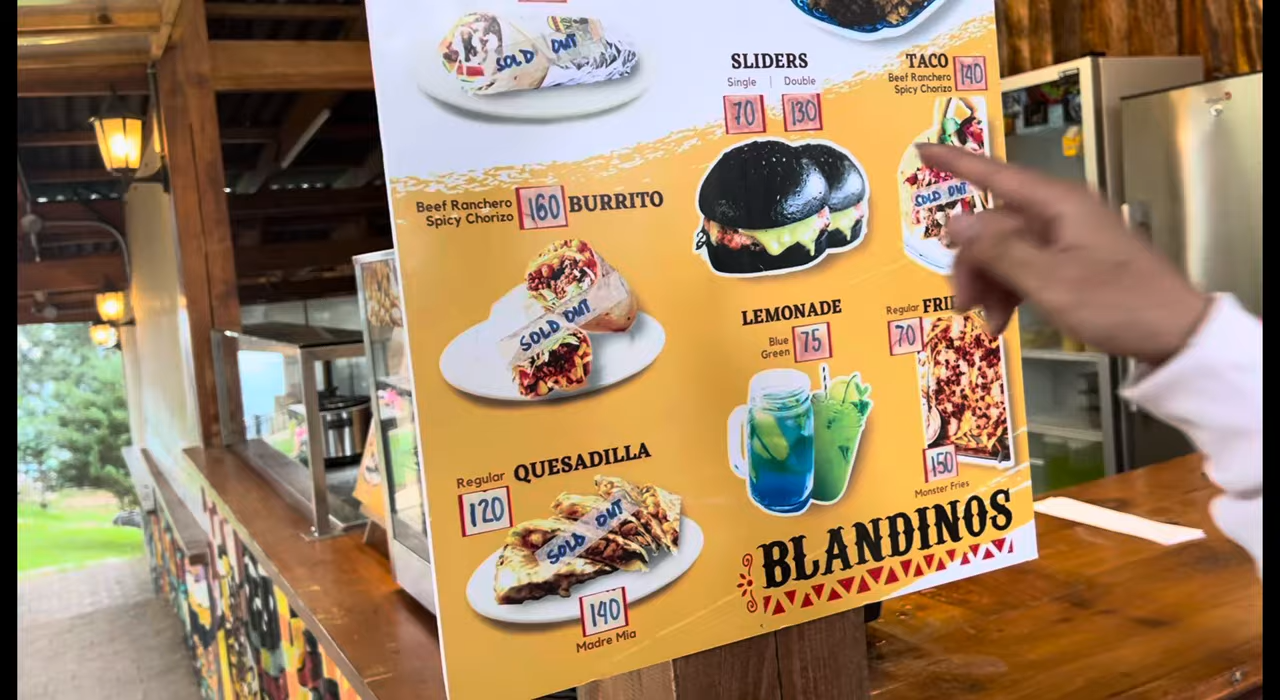 SOLD OUT
SLIDERS
Single | Double
70 130
TACO
Beef Ranchero
Spicy Chorizo
140
SOLD OUT
Beef Ranchero
Spicy Chorizo
160
BURRITO
SOLD OUT
LEMONADE
Blue
Green
75
Regular
70
150
Monster Fries
Regular QUESADILLA
120
SOLD OUT
140
Madre Mia
BLANDINOS